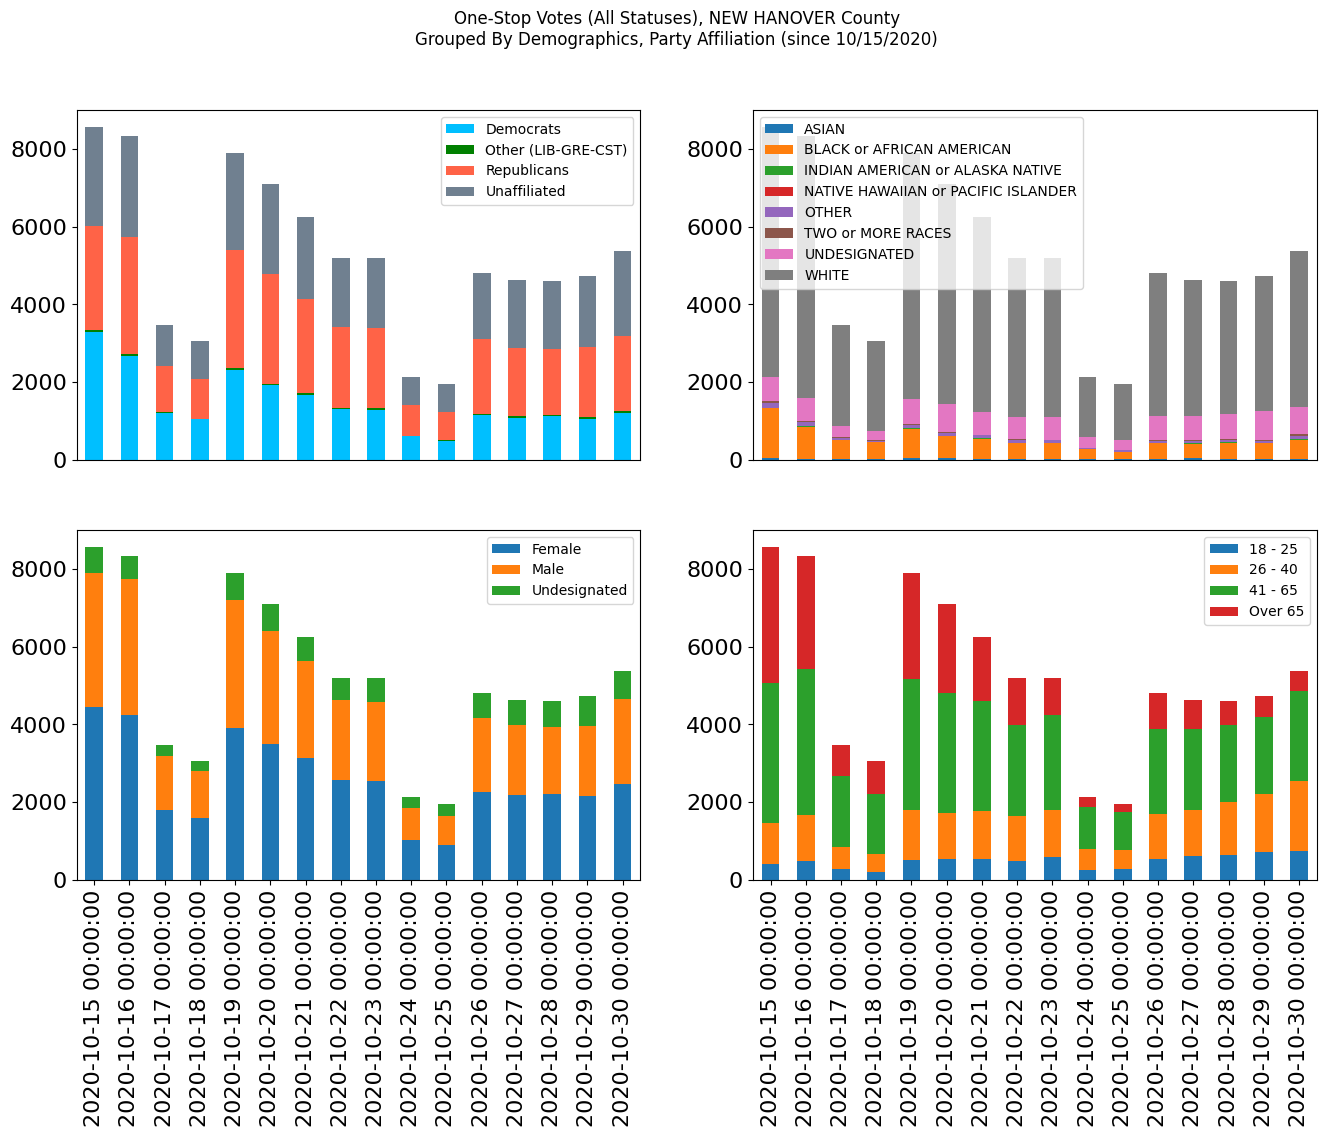 One-Stop Votes (All Statuses), NEW HANOVER County
Grouped By Demographics, Party Affiliation (since 10/15/2020)
8000
6000
4000
2000
0
Democrats
Other (LIB-GRE-CST)
Republicans
Unaffiliated
8000
6000
4000
2000
0
ASIAN
BLACK or AFRICAN AMERICAN
INDIAN AMERICAN or ALASKA NATIVE
NATIVE HAWAIIAN or PACIFIC ISLANDER
OTHER
TWO or MORE RACES
UNDESIGNATED
WHITE
8000
6000
4000
2000
0
Female
Male
Undesignated
2020-10-15 00:00:00
2020-10-16 00:00:00
2020-10-17 00:00:00
2020-10-18 00:00:00
2020-10-19 00:00:00
2020-10-20 00:00:00
2020-10-21 00:00:00
2020-10-22 00:00:00
2020-10-23 00:00:00
2020-10-24 00:00:00
2020-10-25 00:00:00
2020-10-26 00:00:00
2020-10-27 00:00:00
2020-10-28 00:00:00
2020-10-29 00:00:00
2020-10-30 00:00:00
8000
6000
4000
2000
0
18 - 25
26 - 40
41 - 65
Over 65
2020-10-15 00:00:00
2020-10-16 00:00:00
2020-10-17 00:00:00
2020-10-18 00:00:00
2020-10-19 00:00:00
2020-10-20 00:00:00
2020-10-21 00:00:00
2020-10-22 00:00:00
2020-10-23 00:00:00
2020-10-24 00:00:00
2020-10-25 00:00:00
2020-10-26 00:00:00
2020-10-27 00:00:00
2020-10-28 00:00:00
2020-10-29 00:00:00
2020-10-30 00:00:00